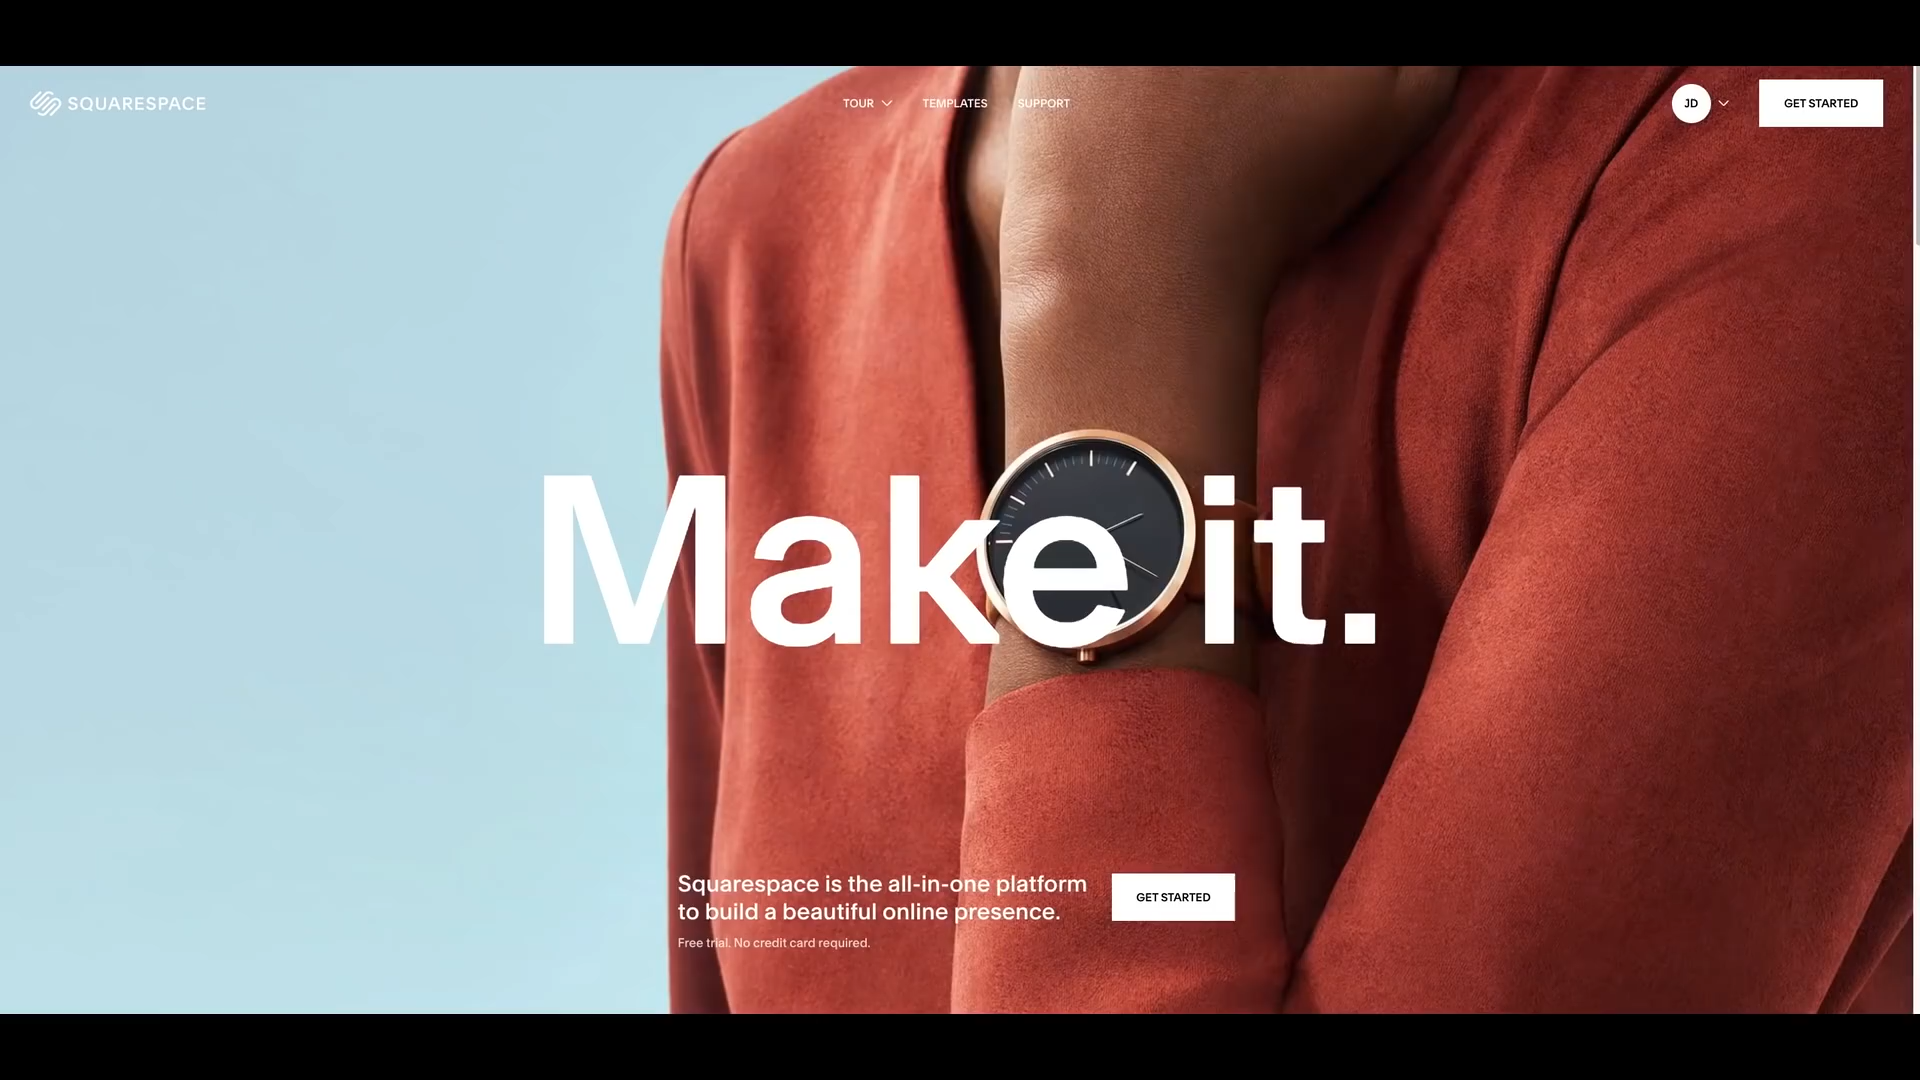 SQUARESPACE
TOUR
TEMPLATES
SUPPORT
JD
GET STARTED
Make it.
Squarespace is the all-in-one platform
to build a beautiful online presence.
GET STARTED
Free trial. No credit card required.